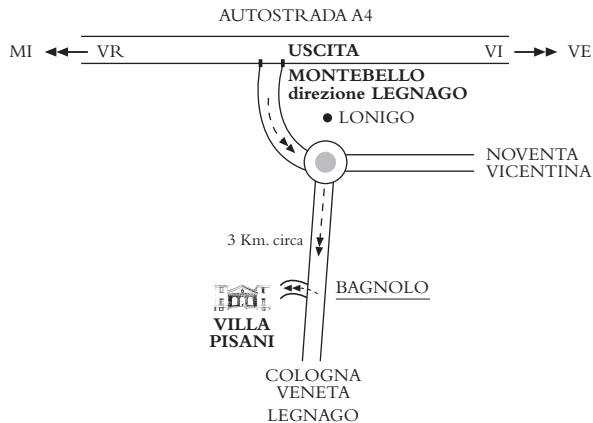 AUTOSTRADA A4
MI VR USCITA VI VE
MONTEBELLO
direzione LEGNAGO
LONIGO
NOVENTA
VICENTINA
3 Km. circa
BAGNOLO
VILLA
PISANI
COLOGNA
VENETA
LEGNAGO